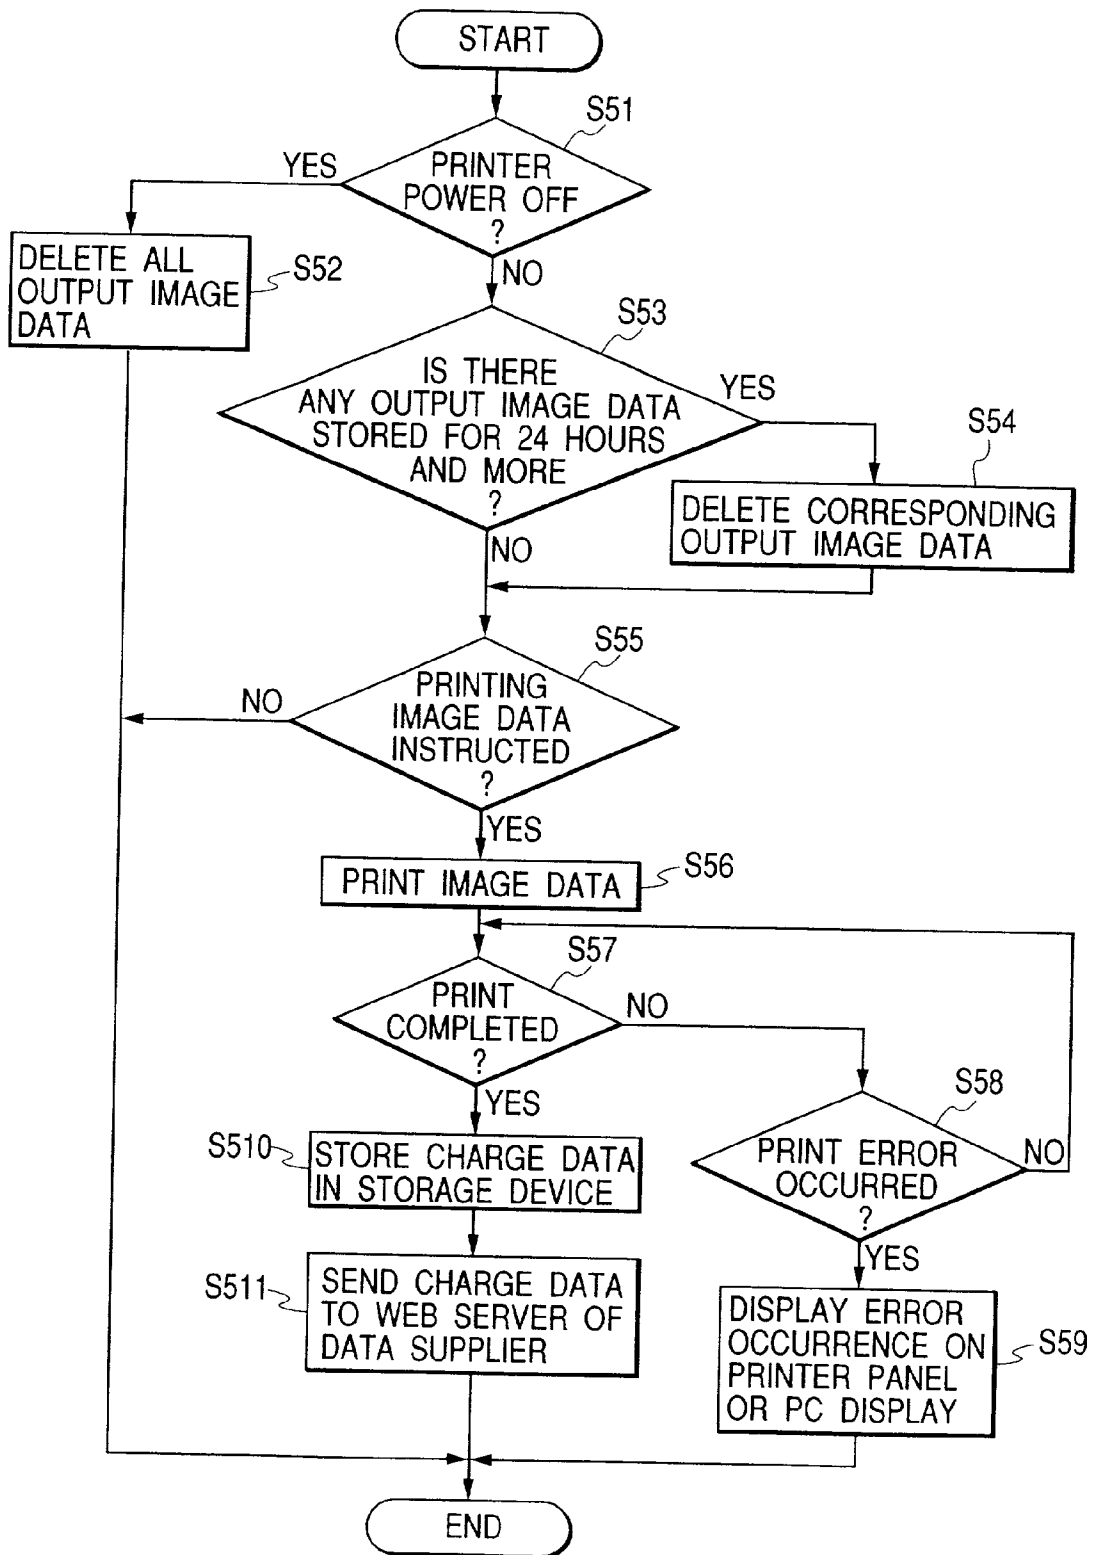 START
S51
YES
PRINTER
POWER OFF
?
NO
DELETE ALL
OUTPUT IMAGE
DATA
S52
S53
IS THERE
ANY OUTPUT IMAGE DATA
STORED FOR 24 HOURS
AND MORE
?
YES
NO
S54
DELETE CORRESPONDING
OUTPUT IMAGE DATA
S55
NO
PRINTING
IMAGE DATA
INSTRUCTED
?
YES
PRINT IMAGE DATA
S56
S57
PRINT
COMPLETED
?
NO
YES
S58
PRINT ERROR
OCCURRED
?
NO
YES
S510
STORE CHARGE DATA
IN STORAGE DEVICE
S511
SEND CHARGE DATA
TO WEB SERVER OF
DATA SUPPLIER
DISPLAY ERROR
OCCURRENCE ON
PRINTER PANEL
OR PC DISPLAY
S59
END